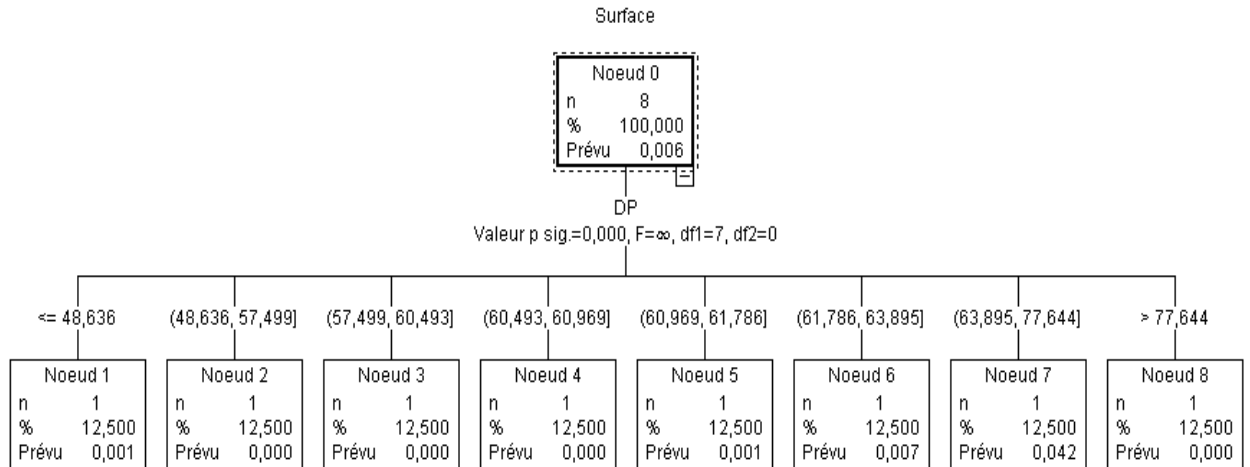 Surface
Noeud 0
n 8
% 100,000
Prévu 0,006
DP
Valeur p sig.=0,000, F=∞, df1=7, df2=0
<= 48,636 (48,636, 57,499] (57,499, 60,493] (60,493, 60,969] (60,969, 61,786] (61,786, 63,895] (63,895, 77,644] > 77,644
Noeud 1 Noeud 2 Noeud 3 Noeud 4 Noeud 5 Noeud 6 Noeud 7 Noeud 8
n 1 n 1 n 1 n 1 n 1 n 1 n 1 n 1
% 12,500 % 12,500 % 12,500 % 12,500 % 12,500 % 12,500 % 12,500 % 12,500
Prévu 0,001 Prévu 0,000 Prévu 0,000 Prévu 0,000 Prévu 0,001 Prévu 0,007 Prévu 0,042 Prévu 0,000